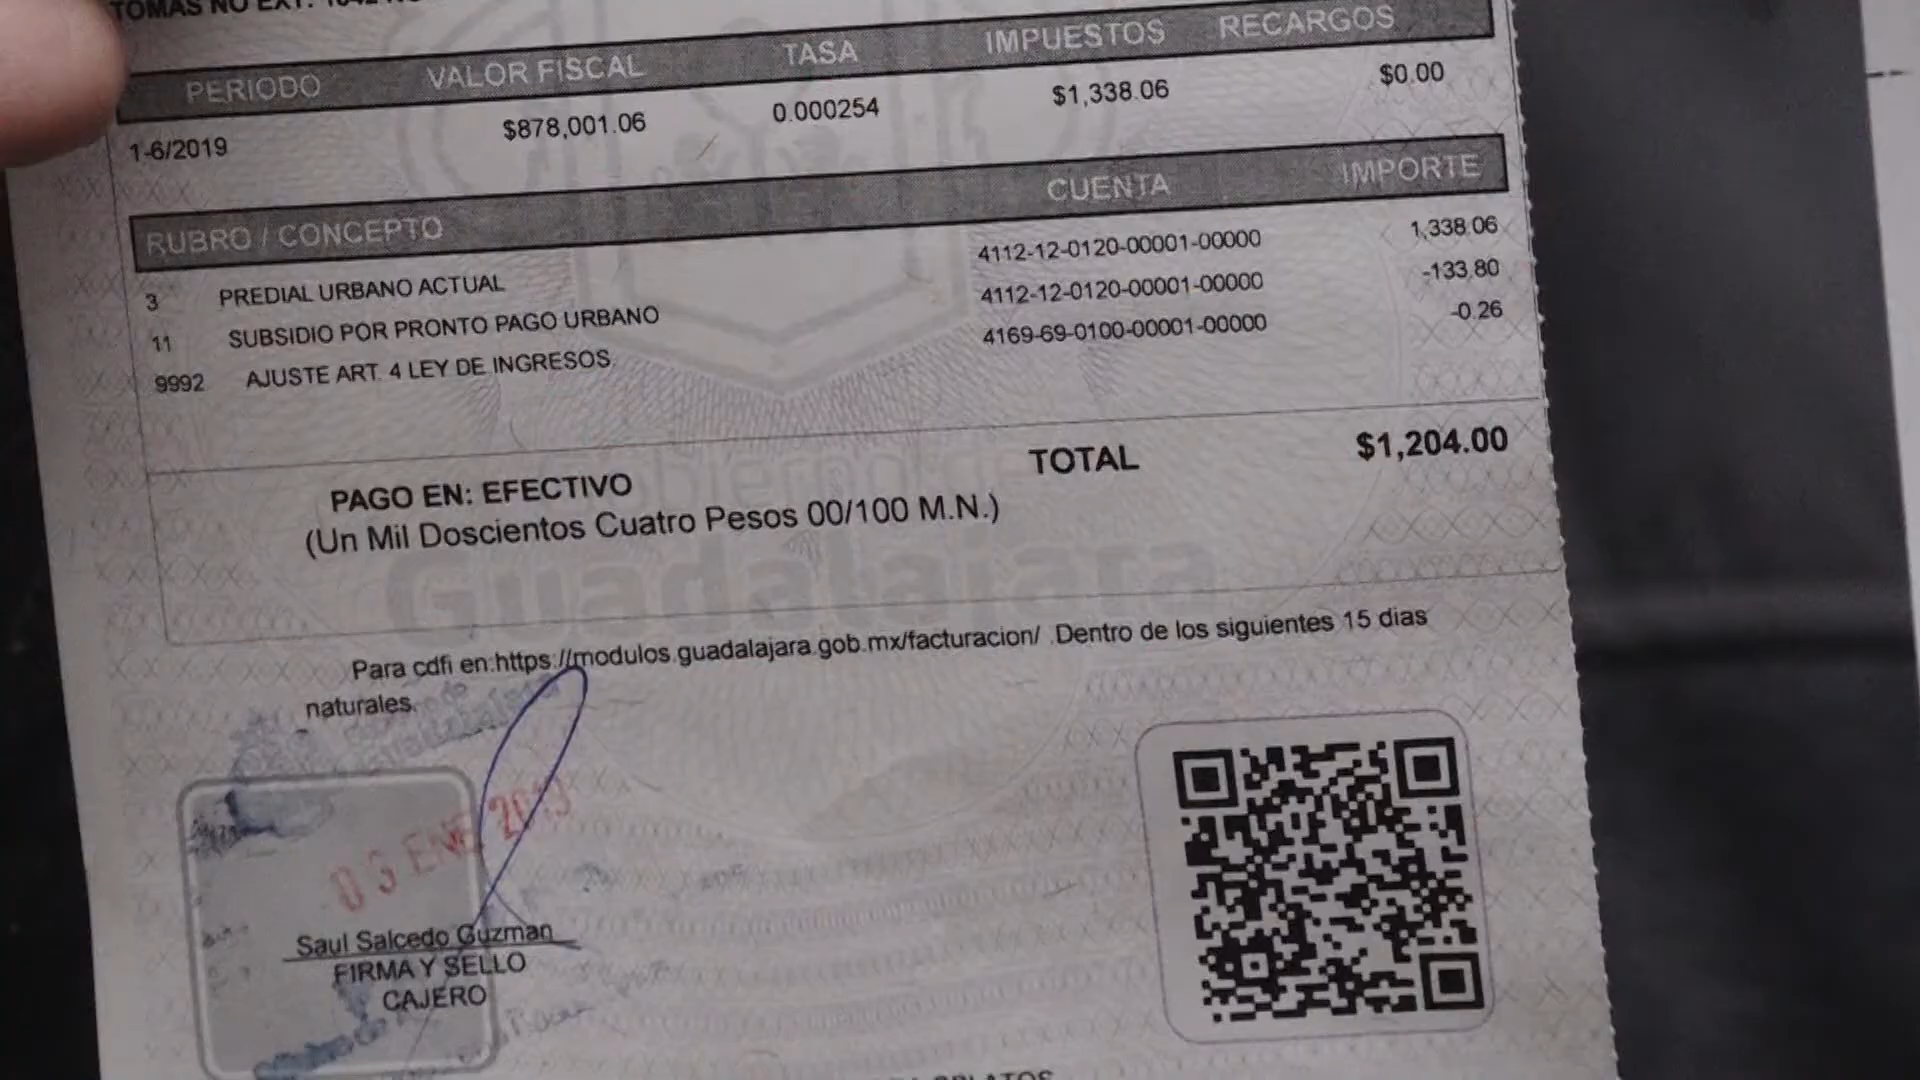 TOMAS NO EXT.
PERIODO VALOR FISCAL TASA IMPUESTOS RECARGOS
1-6/2019 $878,001.06 0.000254 $1,338.06 $0.00
RUBRO / CONCEPTO CUENTA IMPORTE
3 PREDIAL URBANO ACTUAL 4112-12-0120-00001-00000 1,338.06
11 SUBSIDIO POR PRONTO PAGO URBANO 4112-12-0120-00001-00000 -133.80
9992 AJUSTE ART. 4 LEY DE INGRESOS 4169-69-0100-00001-00000 -0.26
TOTAL $1,204.00
PAGO EN: EFECTIVO
(Un Mil Doscientos Cuatro Pesos 00/100 M.N.)
Gobierno de
Guadalajara
Para cdfi en:https://modulos.guadalajara.gob.mx/facturacion/ .Dentro de los siguientes 15 dias
naturales.
ENE 2019
Saul Salcedo Guzman
FIRMA Y SELLO
CAJERO